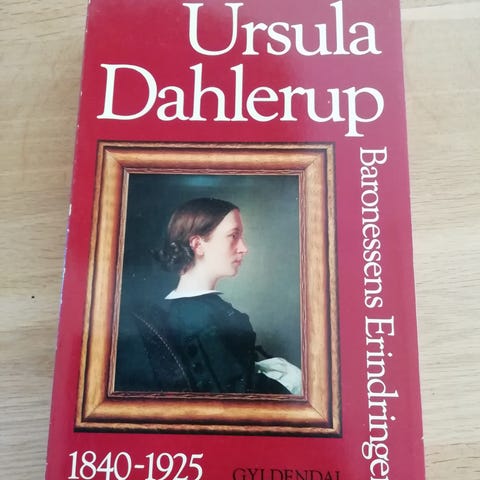 Ursula
Dahlerup
Baronessens Erindringer
1840-1925
GYLDENDAL